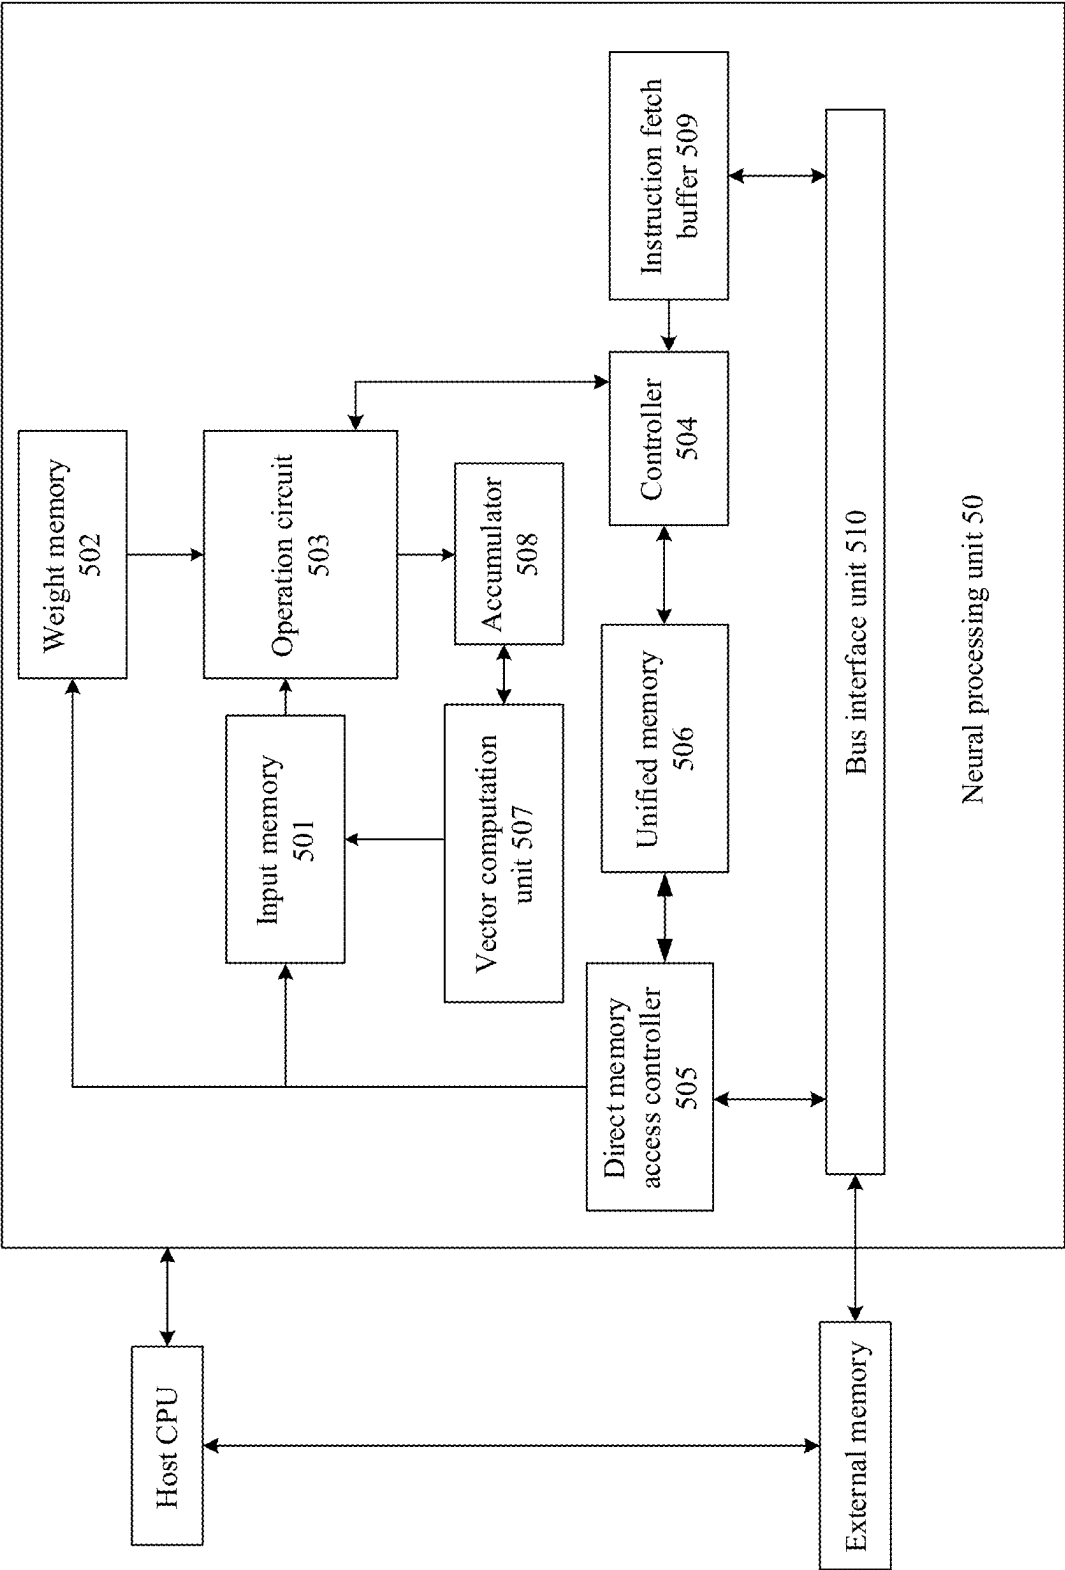 Host CPU
External memory
Weight memory
502
Input memory
501
Operation circuit
503
Vector computation
unit 507
Accumulator
508
Direct memory
access controller
505
Unified memory
506
Controller
504
Instruction fetch
buffer 509
Bus interface unit 510
Neural processing unit 50